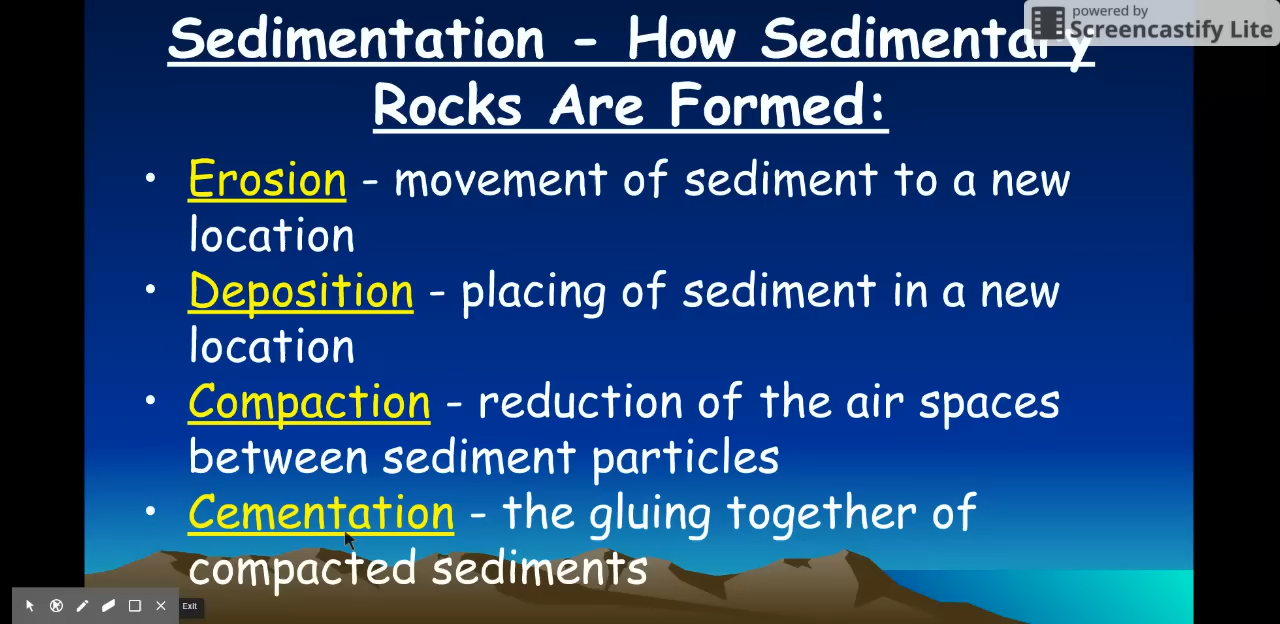 powered by
Screencastify Lite
Sedimentation - How Sedimentary
Rocks Are Formed:
• Erosion - movement of sediment to a new
location
• Deposition - placing of sediment in a new
location
• Compaction - reduction of the air spaces
between sediment particles
• Cementation - the gluing together of
compacted sediments
Exit